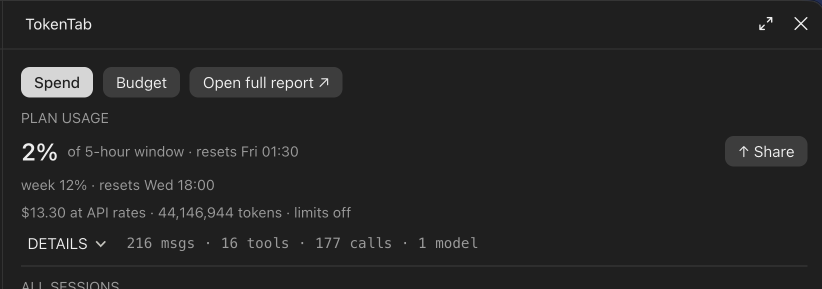 TokenTab
Spend Budget Open full report ↗
PLAN USAGE
2% of 5-hour window · resets Fri 01:30
↑ Share
week 12% · resets Wed 18:00
$13.30 at API rates · 44,146,944 tokens · limits off
DETAILS 216 msgs · 16 tools · 177 calls · 1 model
ALL SESSIONS